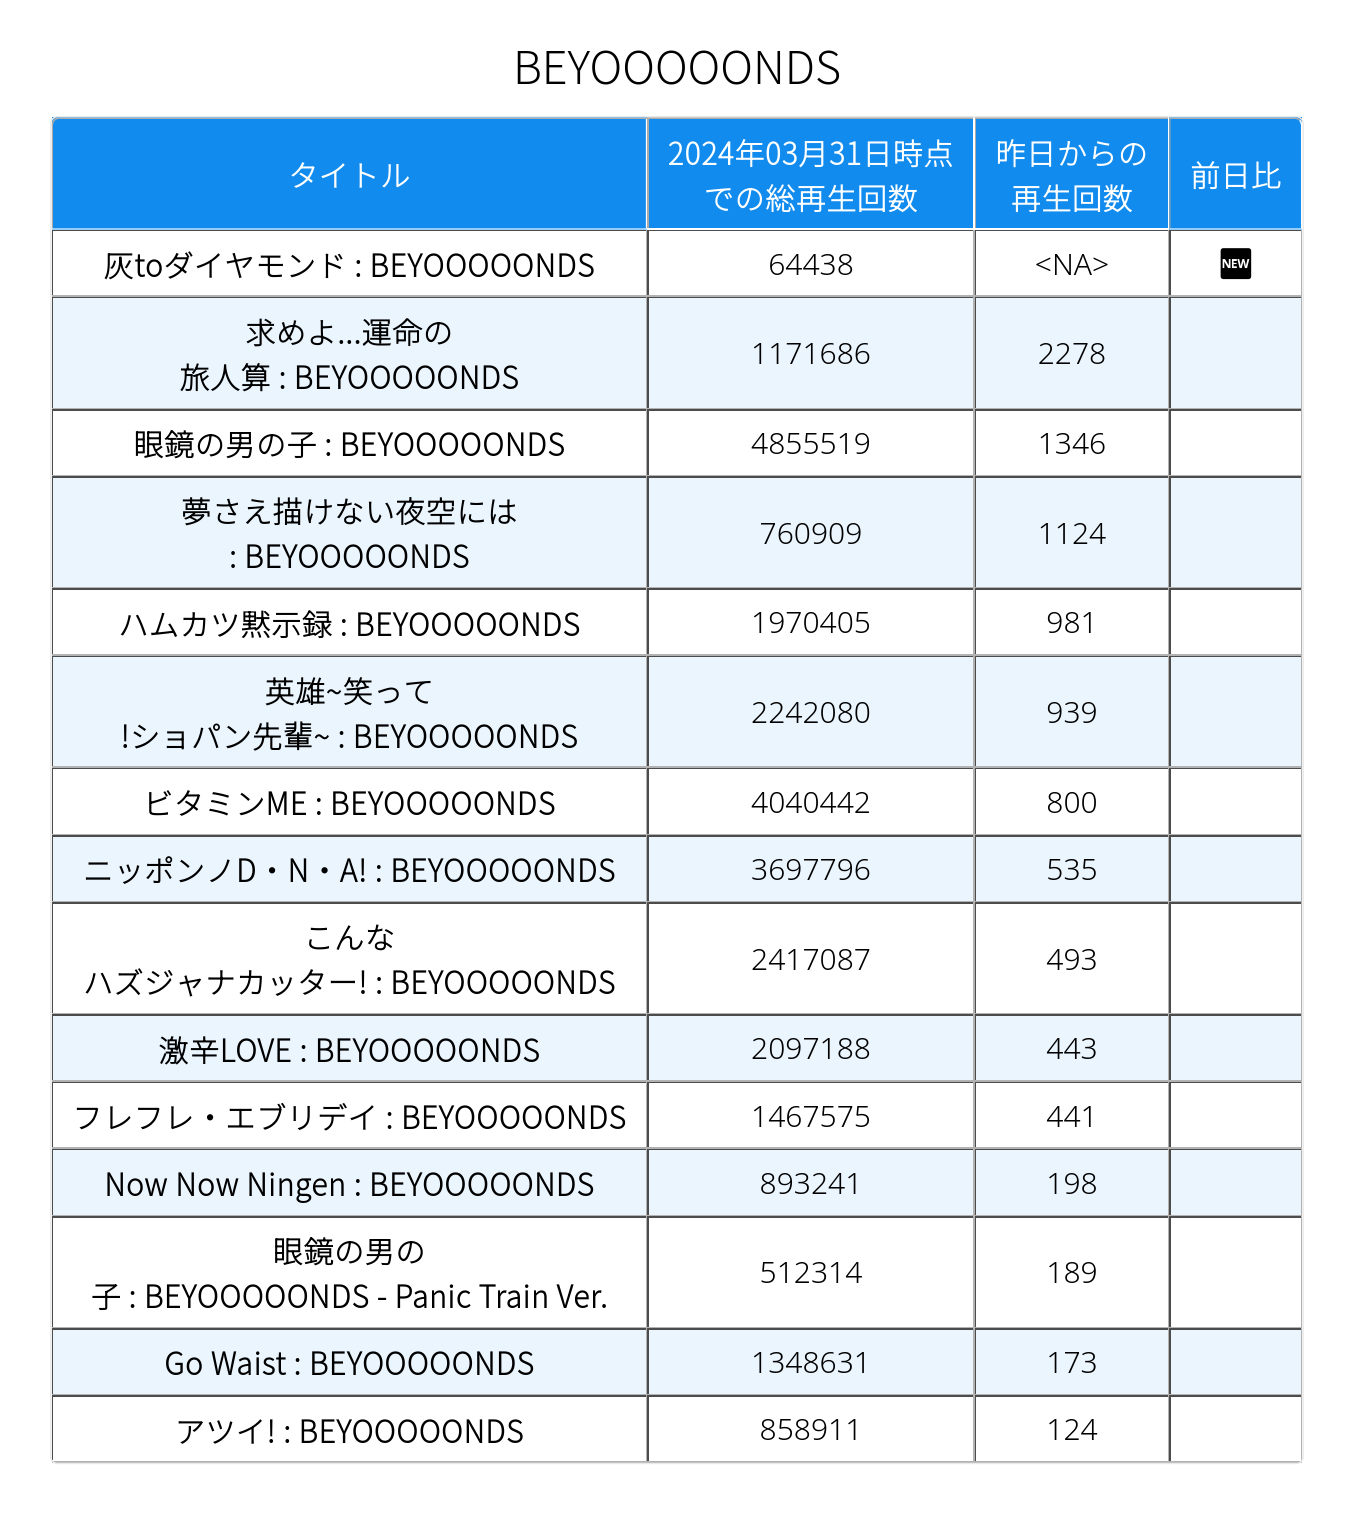 BEYOOOOONDS
タイトル
2024年03月31日時点
での総再生回数
昨日からの
再生回数
前日比
灰toダイヤモンド : BEYOOOOONDS
64438
<NA>
NEW
求めよ...運命の
旅人算 : BEYOOOOONDS
1171686
2278
眼鏡の男の子 : BEYOOOOONDS
4855519
1346
夢さえ描けない夜空には
: BEYOOOOONDS
760909
1124
ハムカツ黙示録 : BEYOOOOONDS
1970405
981
英雄~笑って
!ショパン先輩~ : BEYOOOOONDS
2242080
939
ビタミンME : BEYOOOOONDS
4040442
800
ニッポンノD・N・A! : BEYOOOOONDS
3697796
535
こんな
ハズジャナカッター! : BEYOOOOONDS
2417087
493
激辛LOVE : BEYOOOOONDS
2097188
443
フレフレ・エブリデイ : BEYOOOOONDS
1467575
441
Now Now Ningen : BEYOOOOONDS
893241
198
眼鏡の男の
子 : BEYOOOOONDS - Panic Train Ver.
512314
189
Go Waist : BEYOOOOONDS
1348631
173
アツイ! : BEYOOOOONDS
858911
124